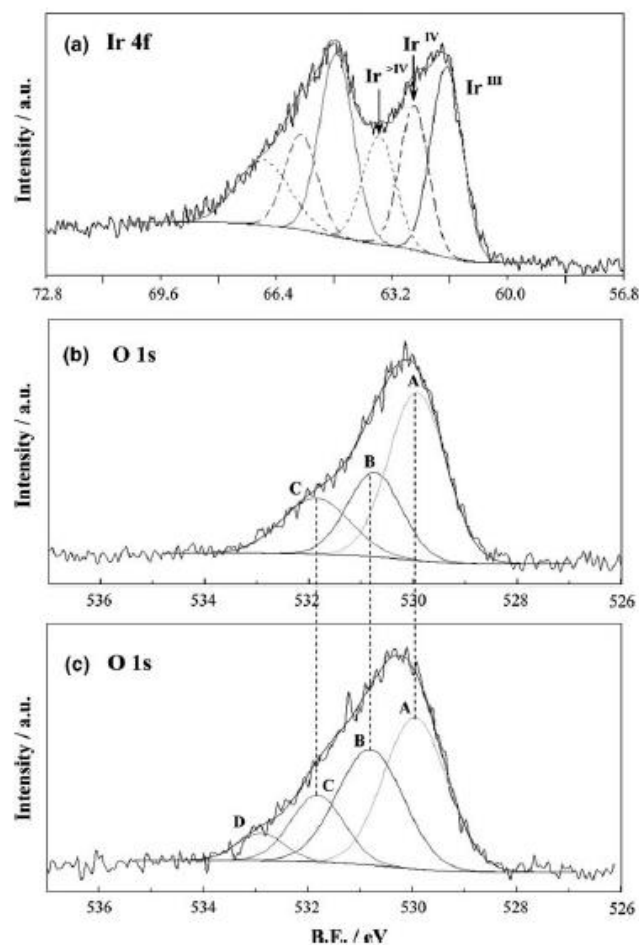 (a) Ir 4f
Ir >IV
Ir IV
Ir III
Intensity / a.u.
72.8 69.6 66.4 63.2 60.0 56.8
(b) O 1s
A
B
C
Intensity / a.u.
536 534 532 530 528 526
(c) O 1s
A
B
C
D
Intensity / a.u.
536 534 532 530 528 526
B.E. / eV